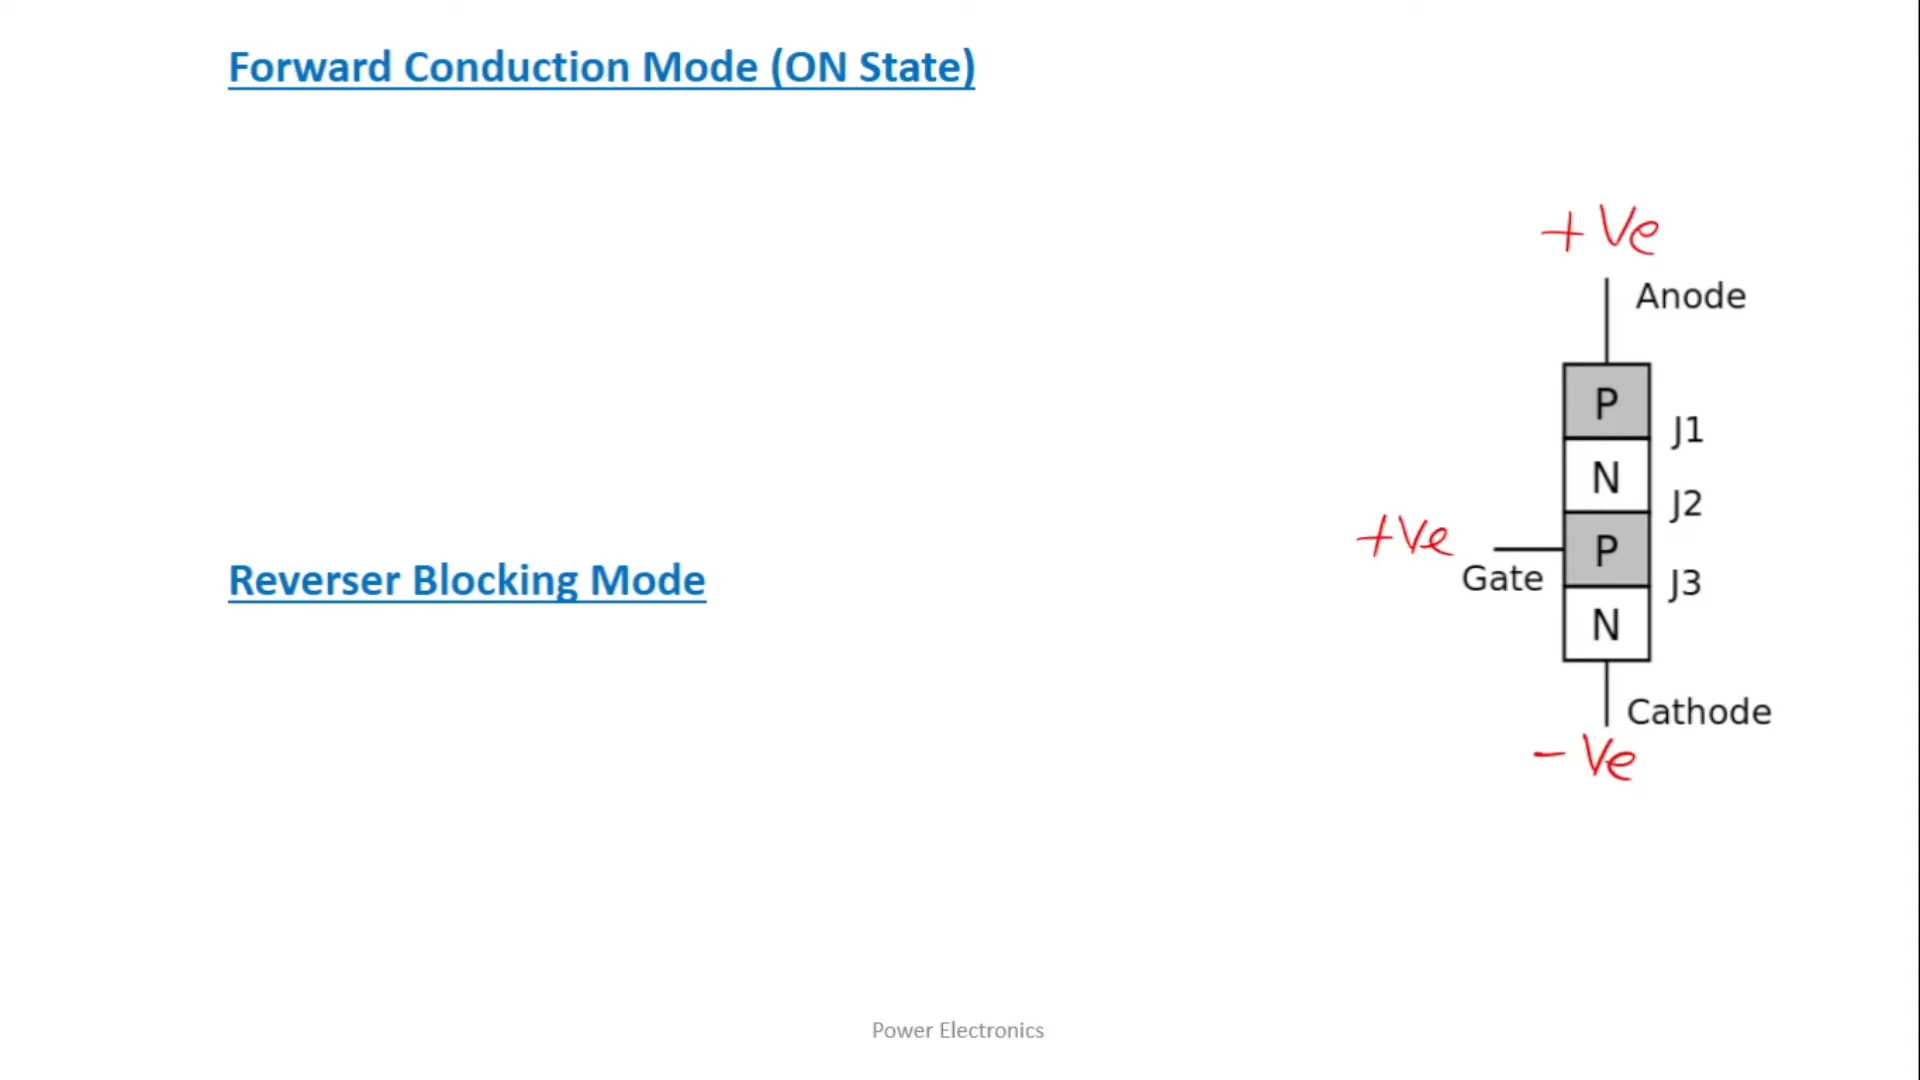 Forward Conduction Mode (ON State)
+Ve
Anode
P
J1
N
J2
+Ve
P
Gate
J3
Reverser Blocking Mode
N
Cathode
- Ve
Power Electronics